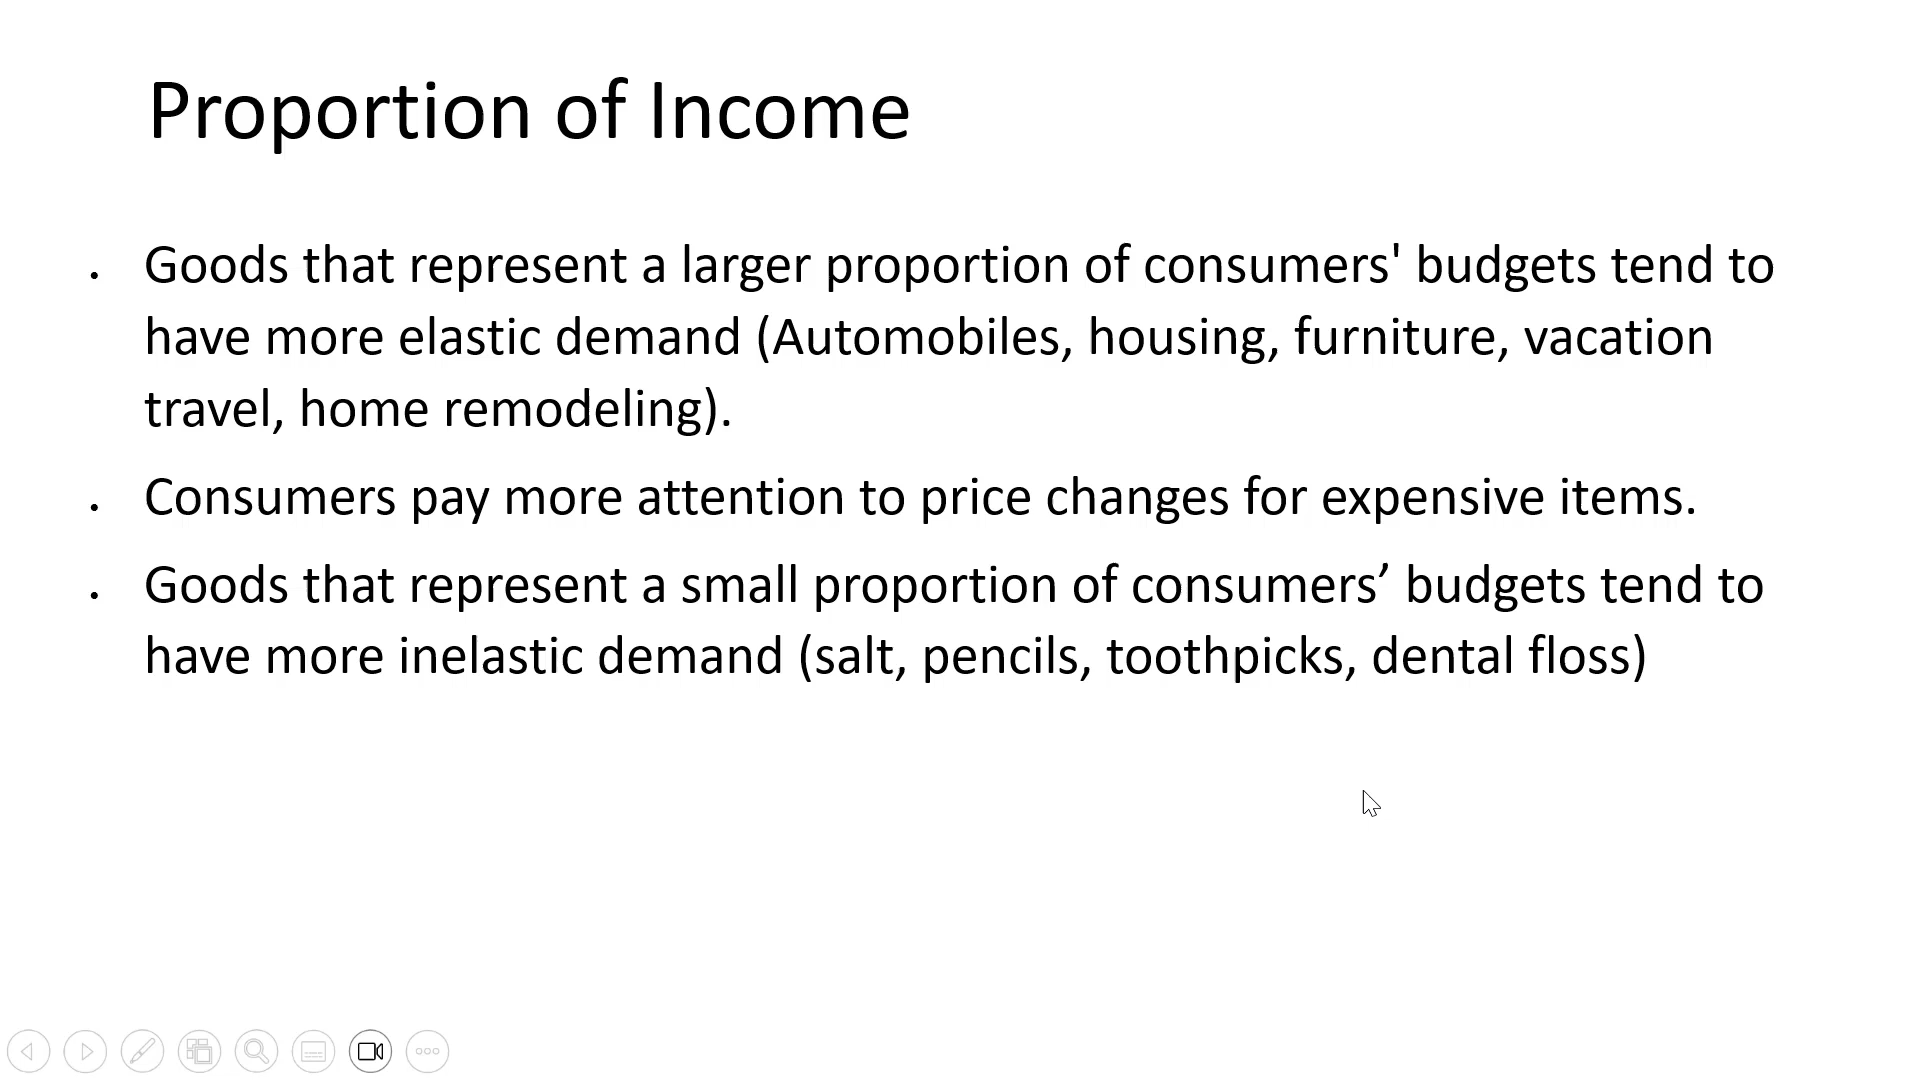 Proportion of Income
• Goods that represent a larger proportion of consumers' budgets tend to
have more elastic demand (Automobiles, housing, furniture, vacation
travel, home remodeling).
• Consumers pay more attention to price changes for expensive items.
• Goods that represent a small proportion of consumers’ budgets tend to
have more inelastic demand (salt, pencils, toothpicks, dental floss)